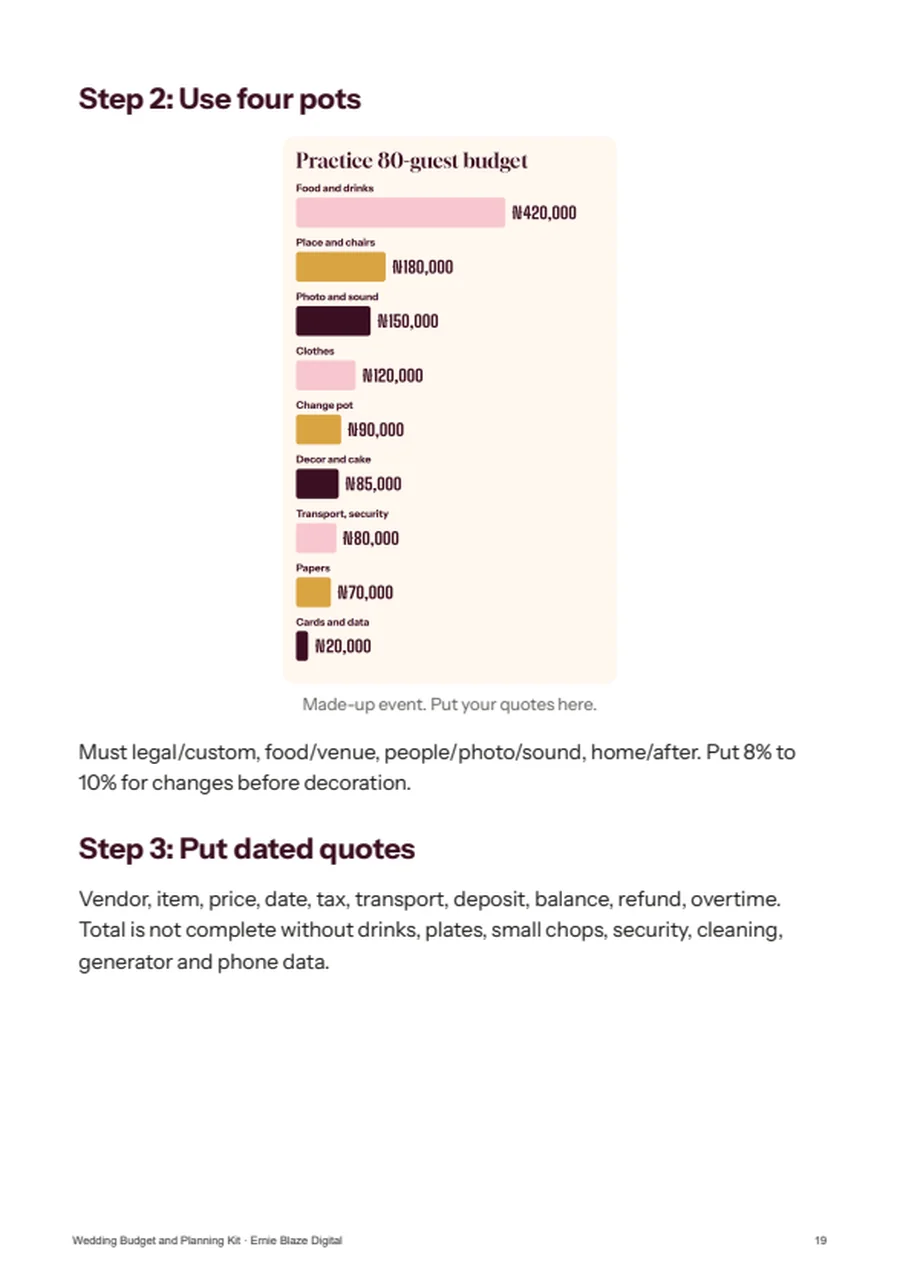 Step 2: Use four pots
Practice 80-guest budget
Food and drinks
₦420,000
Place and chairs
₦180,000
Photo and sound
₦150,000
Clothes
₦120,000
Change pot
₦90,000
Decor and cake
₦85,000
Transport, security
₦80,000
Papers
₦70,000
Cards and data
₦20,000
Made-up event. Put your quotes here.
Must legal/custom, food/venue, people/photo/sound, home/after. Put 8% to
10% for changes before decoration.
Step 3: Put dated quotes
Vendor, item, price, date, tax, transport, deposit, balance, refund, overtime.
Total is not complete without drinks, plates, small chops, security, cleaning,
generator and phone data.
Wedding Budget and Planning Kit · Ernie Blaze Digital
19